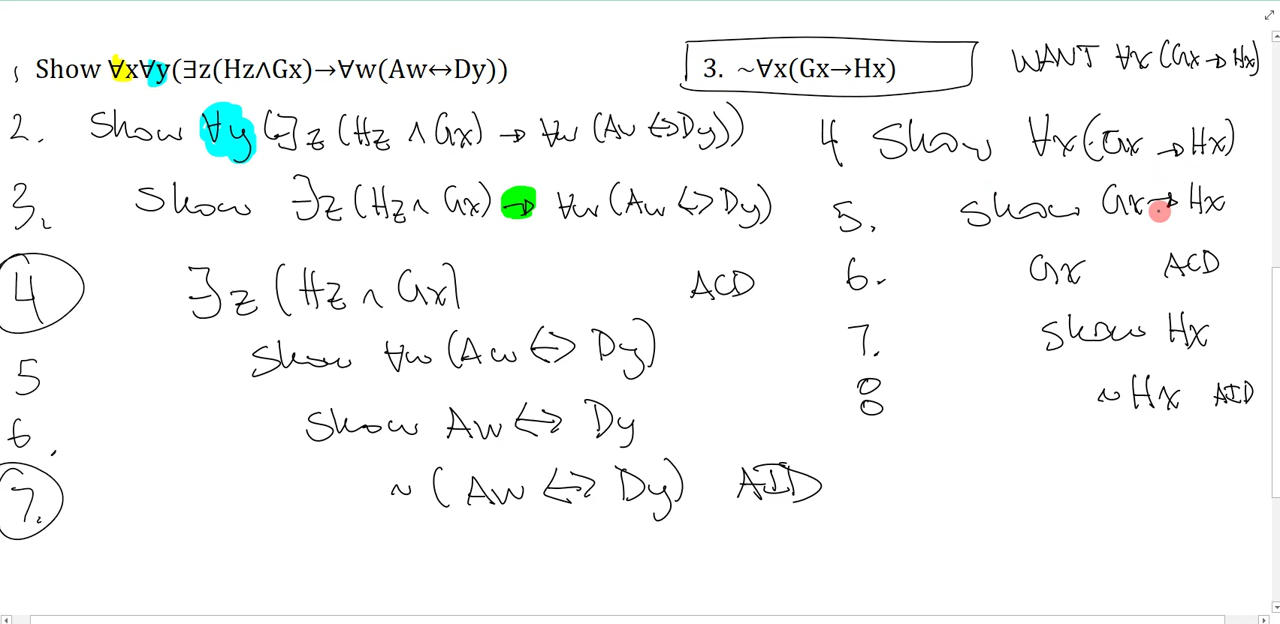 1 Show ∀x∀y(∃z(Hz∧Gx)→∀w(Aw↔Dy))
2. Show ∀y(∃z(Hz ∧ Gx) → ∀w(Aw ↔ Dy))
3. Show ∃z(Hz ∧ Gx) → ∀w(Aw ↔ Dy)
4 ∃z(Hz ∧ Gx) ACD
5 Show ∀w(Aw ↔ Dy)
6. Show Aw ↔ Dy
7. ~(Aw ↔ Dy) AID
3. ~∀x(Gx→Hx)
WANT ∀x(Gx→Hx)
4 Show ∀x(Gx → Hx)
5. Show Gx → Hx
6. Gx ACD
7. Show Hx
8 ~Hx AID